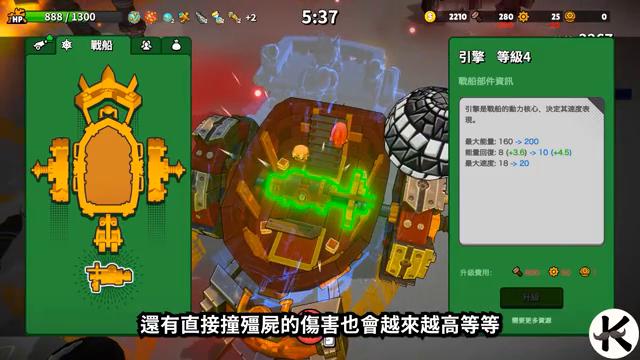 HP 888 / 1300 +2 5:37 2210 280 25 0
戰船
引擎 等級4
戰船部件資訊
引擎是戰船的動力核心、決定其速度表
現。
最大能量: 160 -> 200
能量回復: 8 (+3.6) -> 10 (+4.5)
最大速度: 18 -> 20
升級費用:
升級
需要更多資源
還有直接撞殭屍的傷害也會越來越高等等
K